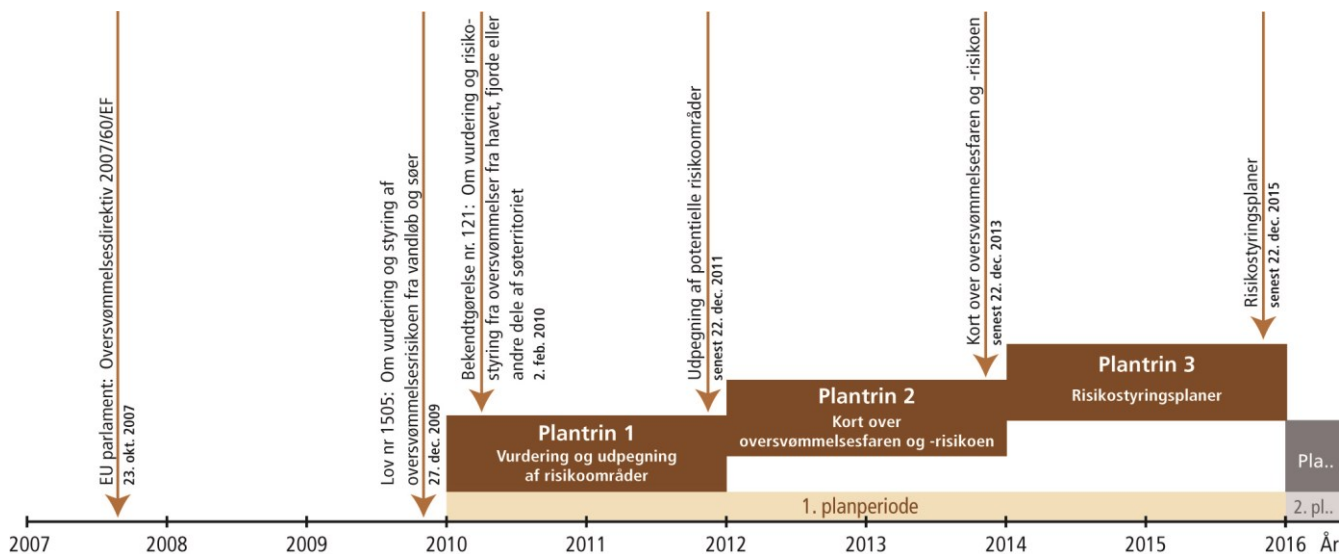 EU parlament: Oversvømmelsesdirektiv 2007/60/EF
23. okt. 2007
Lov nr 1505: Om vurdering og styring af
oversvømmelsesrisikoen fra vandløb og søer
27. dec. 2009
Bekendtgørelse nr. 121: Om vurdering og risiko-
styring fra oversvømmelser fra havet, fjorde eller
andre dele af søterritoriet
2. feb. 2010
Udpegning af potentielle risikoområder
senest 22. dec. 2011
Kort over oversvømmelsesfaren og -risikoen
senest 22. dec. 2013
Risikostyringsplaner
senest 22. dec. 2015
Plantrin 1
Vurdering og udpegning
af risikoområder
Plantrin 2
Kort over
oversvømmelsesfaren og -risikoen
Plantrin 3
Risikostyringsplaner
Pla..
1. planperiode
2. pl..
2007 2008 2009 2010 2011 2012 2013 2014 2015 2016 År